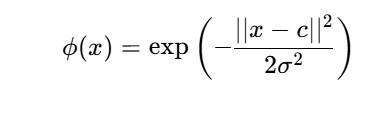 ϕ(x) = exp(−||x − c||²/2σ²)